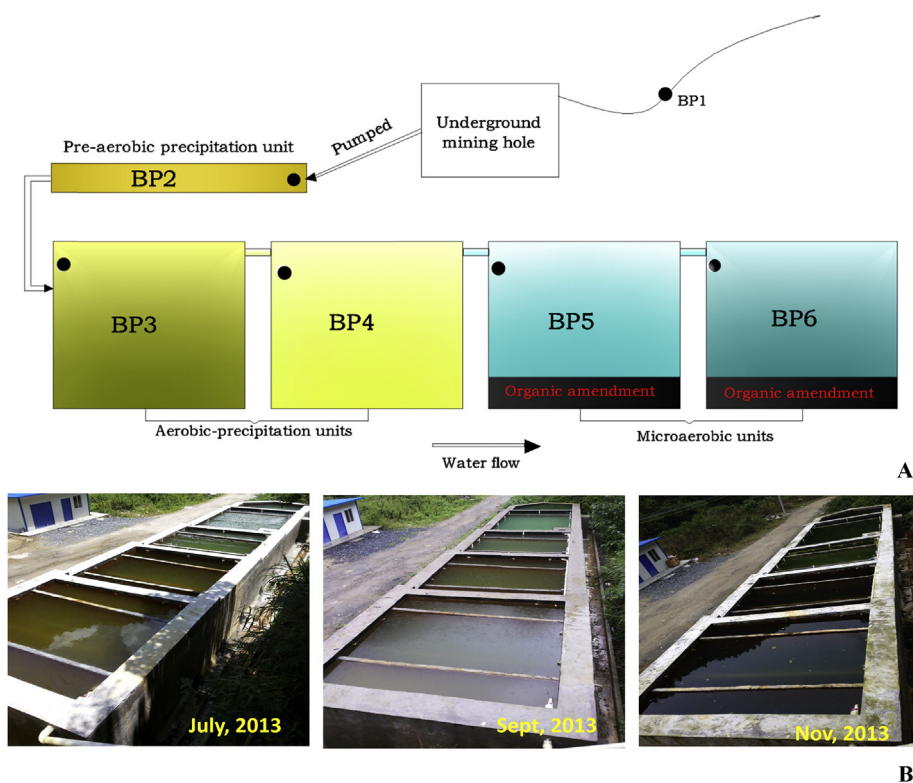 BP1
Underground
mining hole
Pumped
Pre-aerobic precipitation unit
BP2
BP3
BP4
BP5
BP6
Organic amendment
Organic amendment
Aerobic-precipitation units
Microaerobic units
Water flow
A
July, 2013
Sept, 2013
Nov, 2013
B